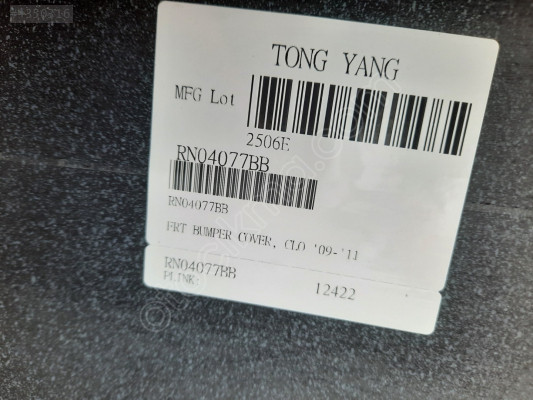 TONG YANG
MFG Lot
2506E
RN04077BB
RN04077BB
FRT BUMPER COVER, CLO '09-'11
RN04077BB
PLINK: 12422